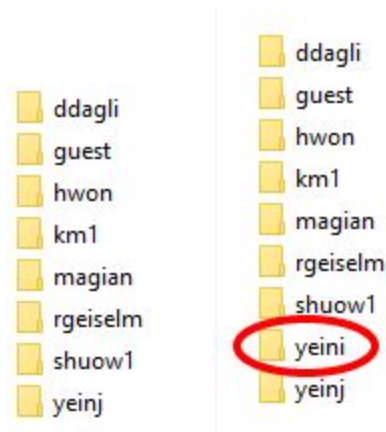 ddagli
guest
hwon
km1
magian
rgeiselm
shuow1
yeinj
ddagli
guest
hwon
km1
magian
rgeiselm
shuow1
yeini
yeinj